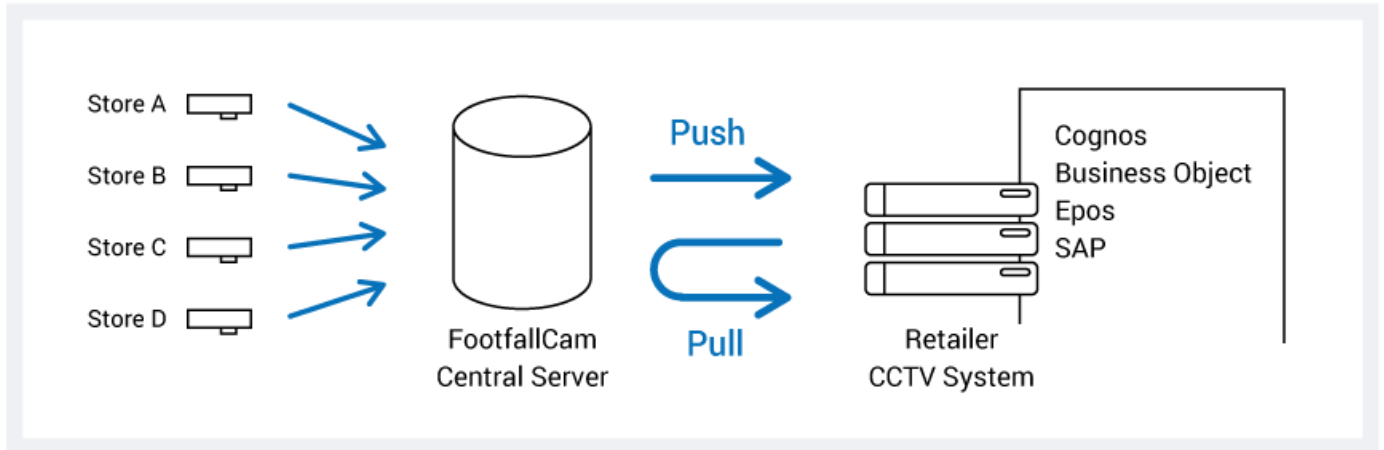 Store A
Store B
Store C
Store D
FootfallCam
Central Server
Push
Pull
Retailer
CCTV System
Cognos
Business Object
Epos
SAP